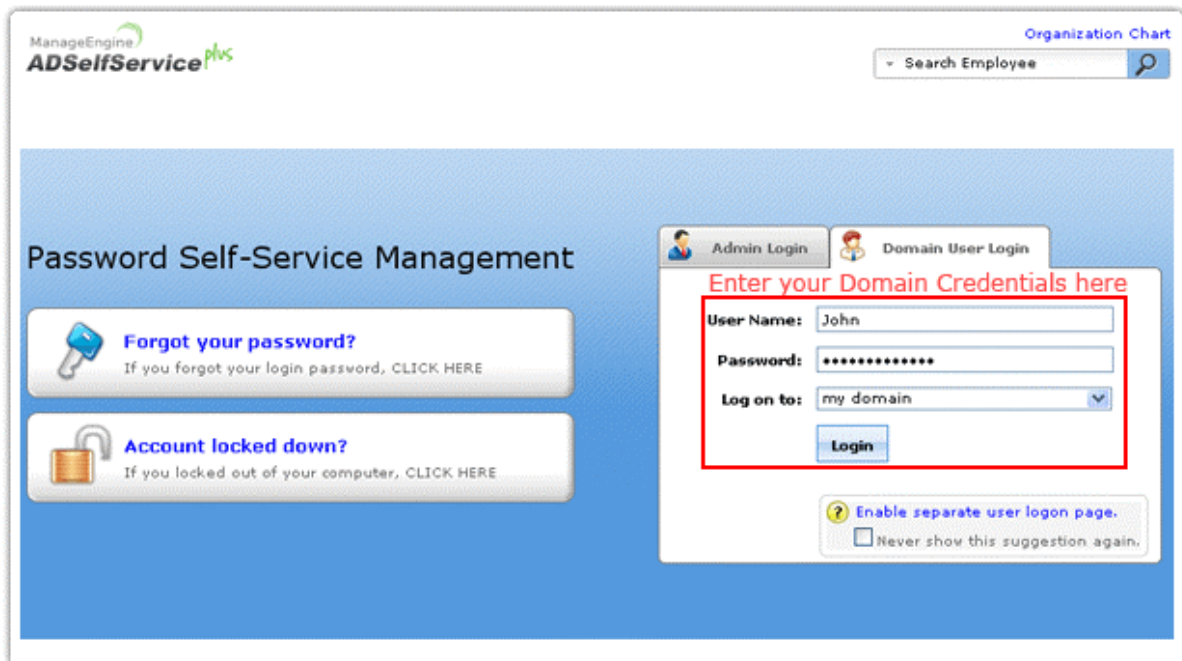 ManageEngine
ADSelfService plus
Organization Chart
Search Employee
Password Self-Service Management
Forgot your password?
If you forgot your login password, CLICK HERE
Account locked down?
If you locked out of your computer, CLICK HERE
Admin Login
Domain User Login
Enter your Domain Credentials here
User Name: John
Password: •••••••••••••
Log on to: my domain
Login
? Enable separate user logon page.
Never show this suggestion again.